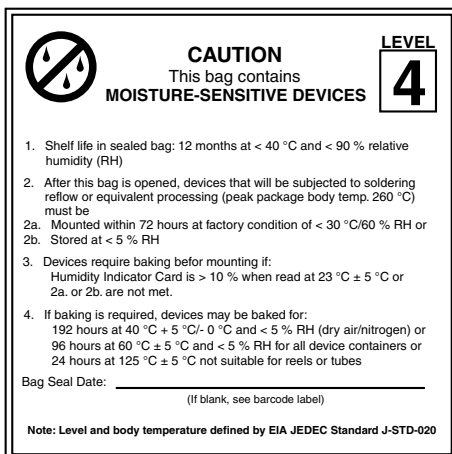 CAUTION
This bag contains
MOISTURE-SENSITIVE DEVICES
LEVEL
4
1. Shelf life in sealed bag: 12 months at < 40 °C and < 90 % relative
humidity (RH)
2. After this bag is opened, devices that will be subjected to soldering
reflow or equivalent processing (peak package body temp. 260 °C)
must be
2a. Mounted within 72 hours at factory condition of < 30 °C/60 % RH or
2b. Stored at < 5 % RH
3. Devices require baking befor mounting if:
Humidity Indicator Card is > 10 % when read at 23 °C ± 5 °C or
2a. or 2b. are not met.
4. If baking is required, devices may be baked for:
192 hours at 40 °C + 5 °C/- 0 °C and < 5 % RH (dry air/nitrogen) or
96 hours at 60 °C ± 5 °C and < 5 % RH for all device containers or
24 hours at 125 °C ± 5 °C not suitable for reels or tubes
Bag Seal Date:
(If blank, see barcode label)
Note: Level and body temperature defined by EIA JEDEC Standard J-STD-020